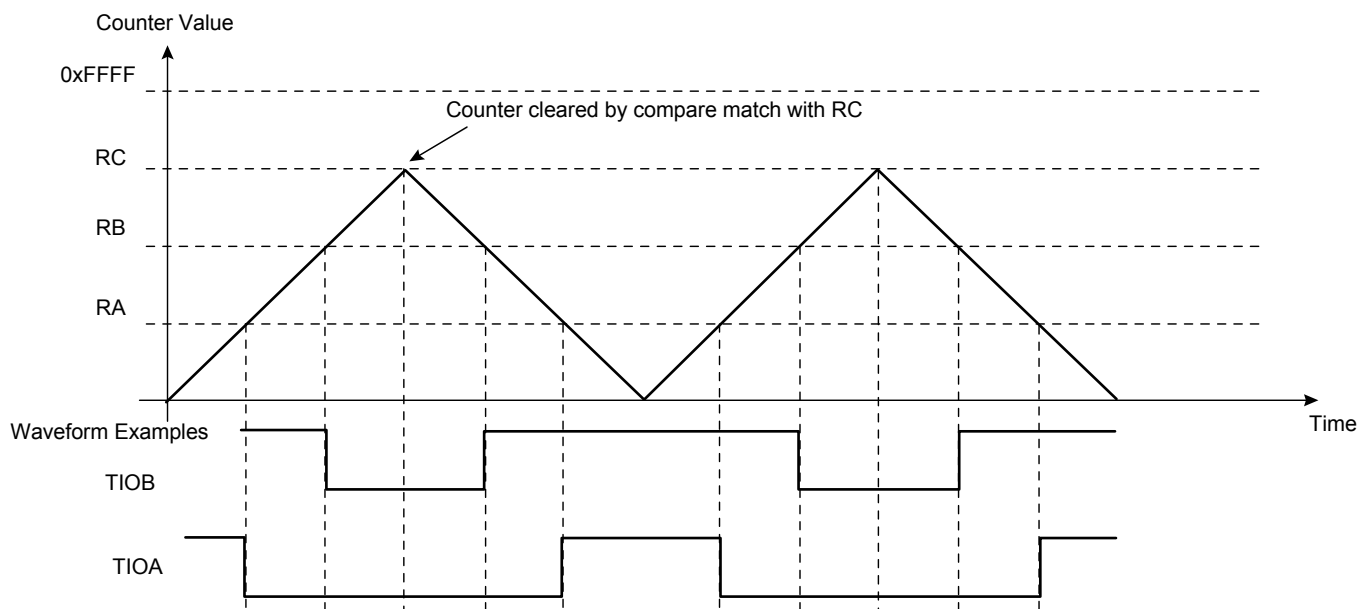 Counter Value
0xFFFF
Counter cleared by compare match with RC
RC
RB
RA
Time
Waveform Examples
TIOB
TIOA